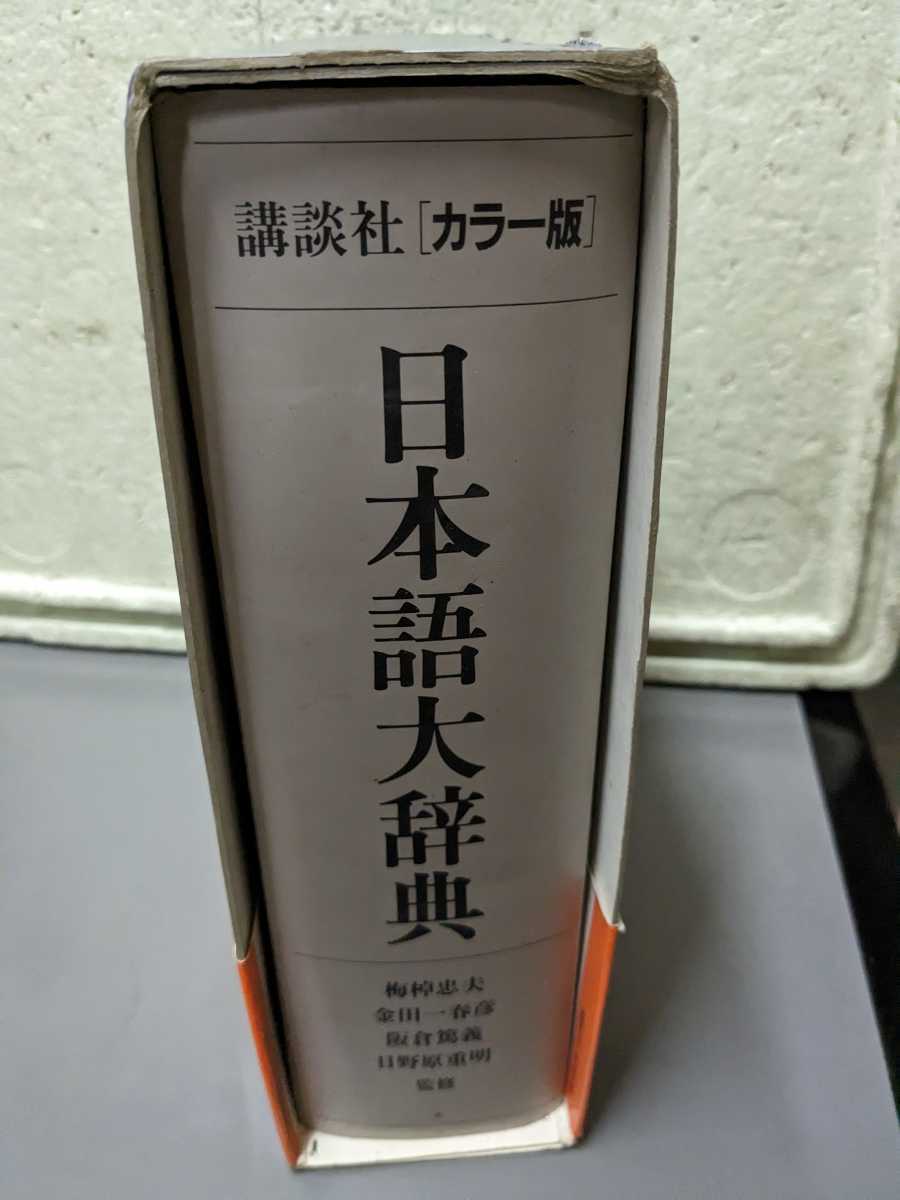 講談社［カラー版］
日本語大辞典
梅棹忠夫
金田一春彦
阪倉篤義
日野原重明
監修